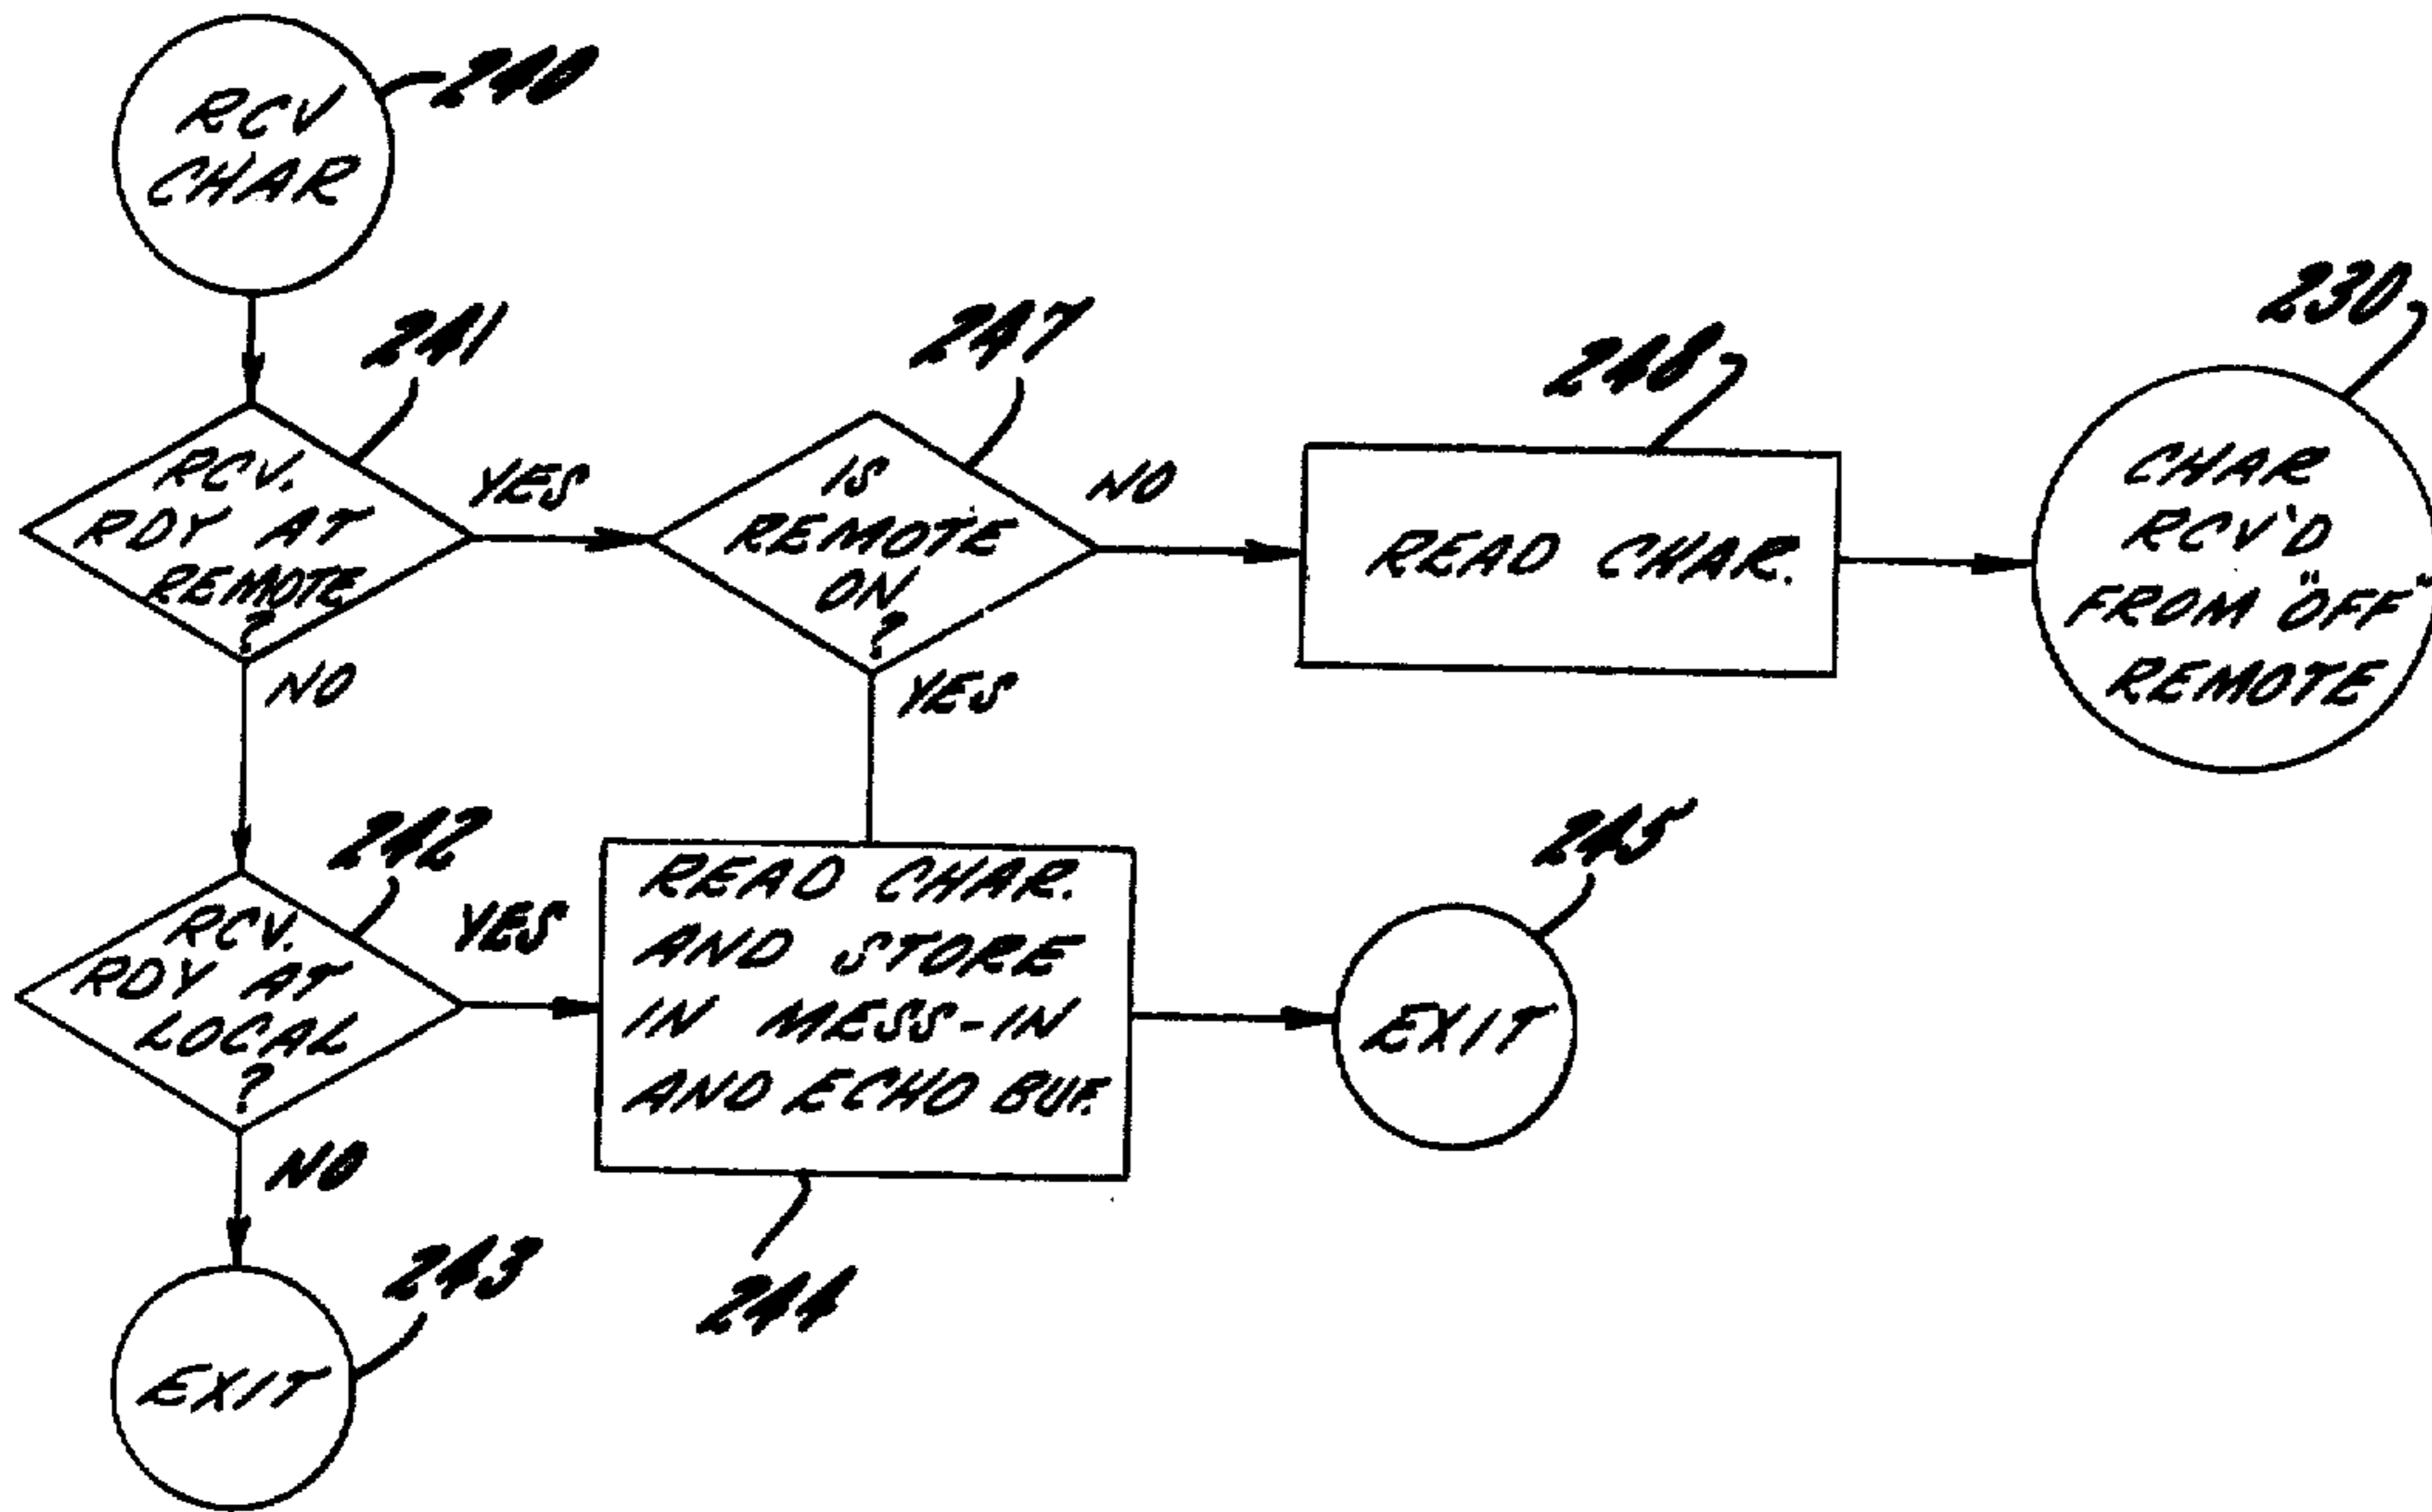 RCV
CHAR
240
RCV.
RDY AT
REMOTE
?
241
YES
NO
IS
REMOTE
ON
?
247
NO
YES
READ CHAR.
248
CHAR
RCV'D
FROM "OFF"
REMOTE
230
RCV.
RDY AT
LOCAL
?
242
YES
NO
READ CHAR.
AND STORE
IN MESS-IN
AND ECHO BUF.
244
EXIT
245
EXIT
243